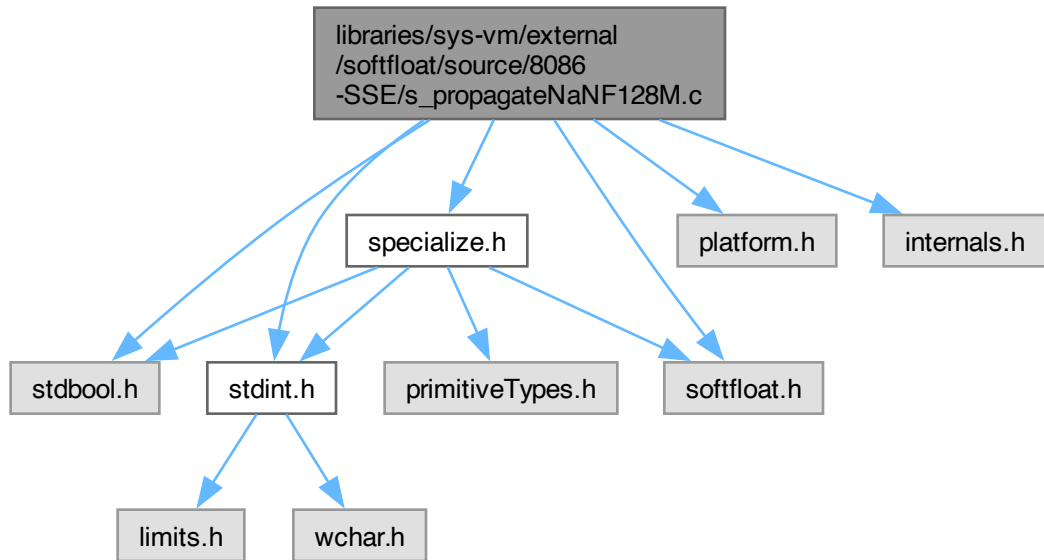 libraries/sys-vm/external
/softfloat/source/8086
-SSE/s_propagateNaNF128M.c
specialize.h
platform.h
internals.h
stdbool.h
stdint.h
primitiveTypes.h
softfloat.h
limits.h
wchar.h